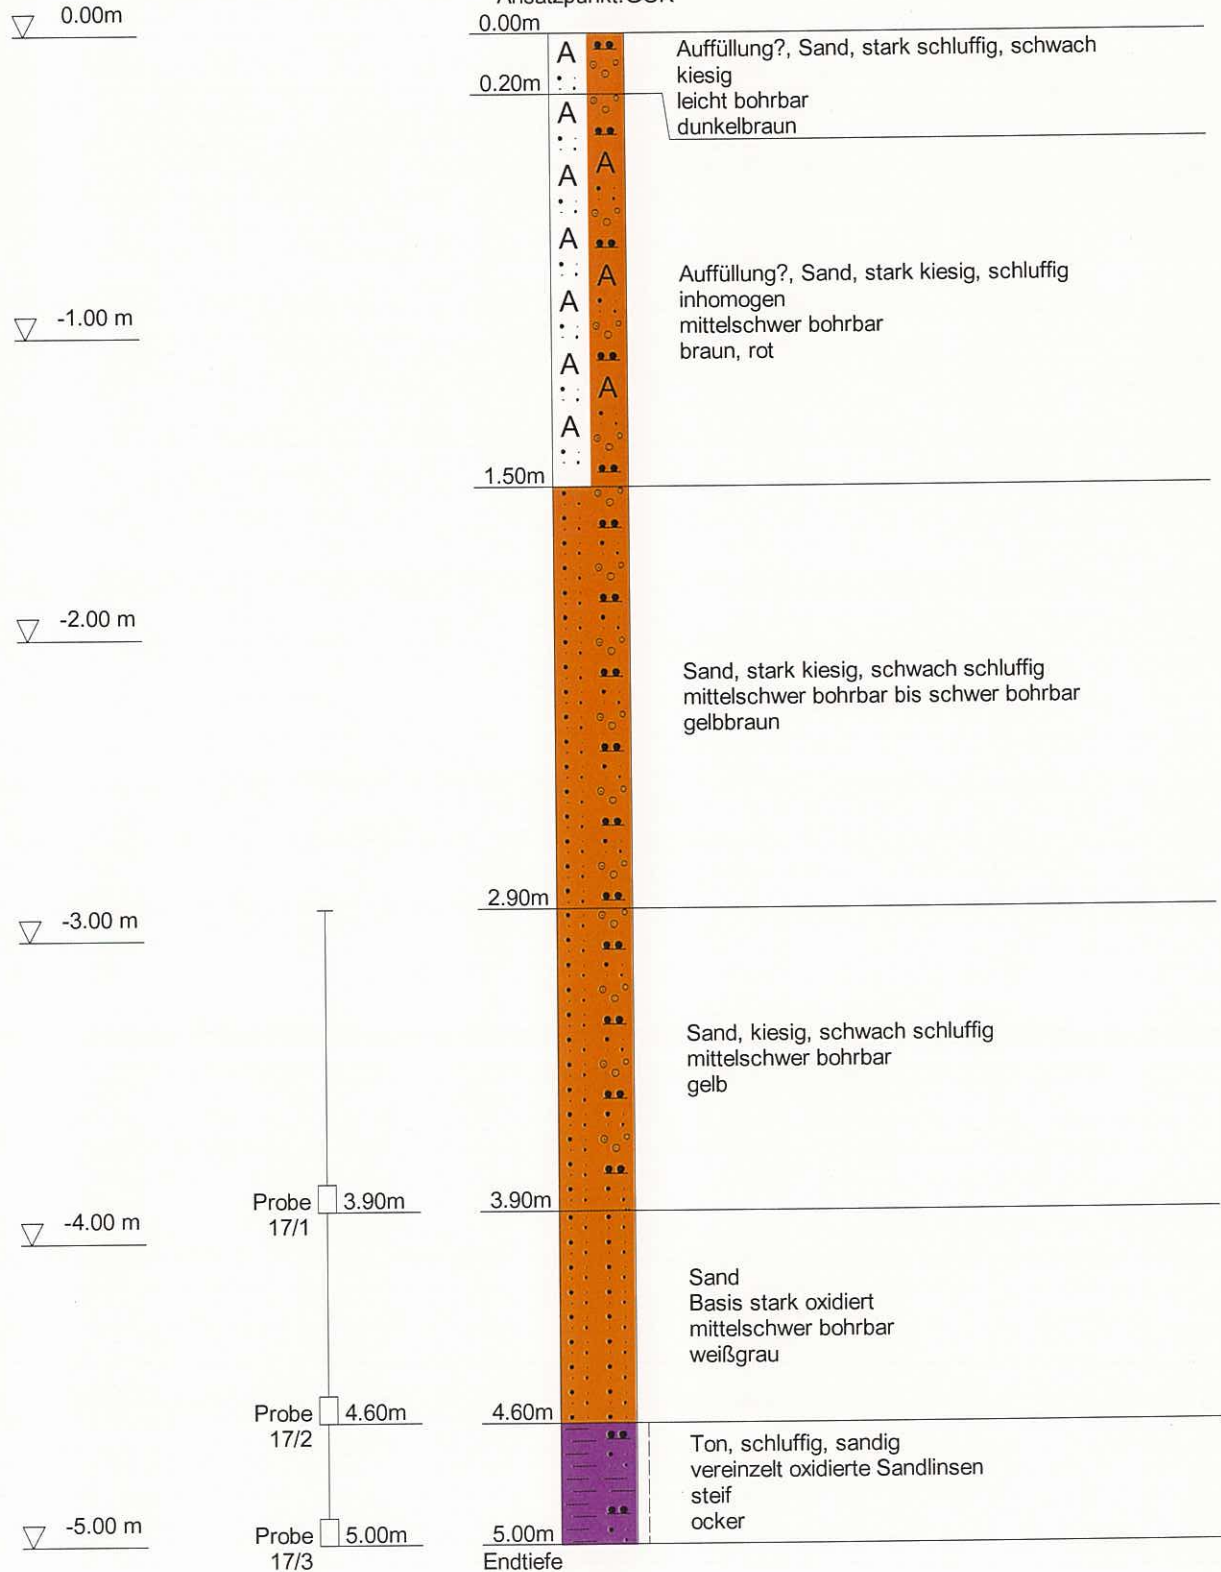 Ansatzpunkt:GOK
0.00m
0.00m
A
Auffüllung?, Sand, stark schluffig, schwach
kiesig
leicht bohrbar
dunkelbraun
0.20m
A
A
A
A
A
A
A
A
A
Auffüllung?, Sand, stark kiesig, schluffig
inhomogen
mittelschwer bohrbar
braun, rot
-1.00 m
1.50m
-2.00 m
Sand, stark kiesig, schwach schluffig
mittelschwer bohrbar bis schwer bohrbar
gelbbraun
2.90m
-3.00 m
Sand, kiesig, schwach schluffig
mittelschwer bohrbar
gelb
Probe
17/1
3.90m
3.90m
-4.00 m
Sand
Basis stark oxidiert
mittelschwer bohrbar
weißgrau
Probe
17/2
4.60m
4.60m
Ton, schluffig, sandig
vereinzelt oxidierte Sandlinsen
steif
ocker
-5.00 m
Probe
17/3
5.00m
5.00m
Endtiefe